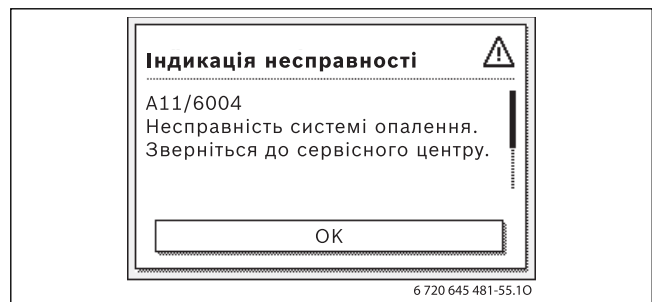 Індикація несправності
A11/6004
Несправність системі опалення.
Зверніться до сервісного центру.
OK
6 720 645 481-55.1O